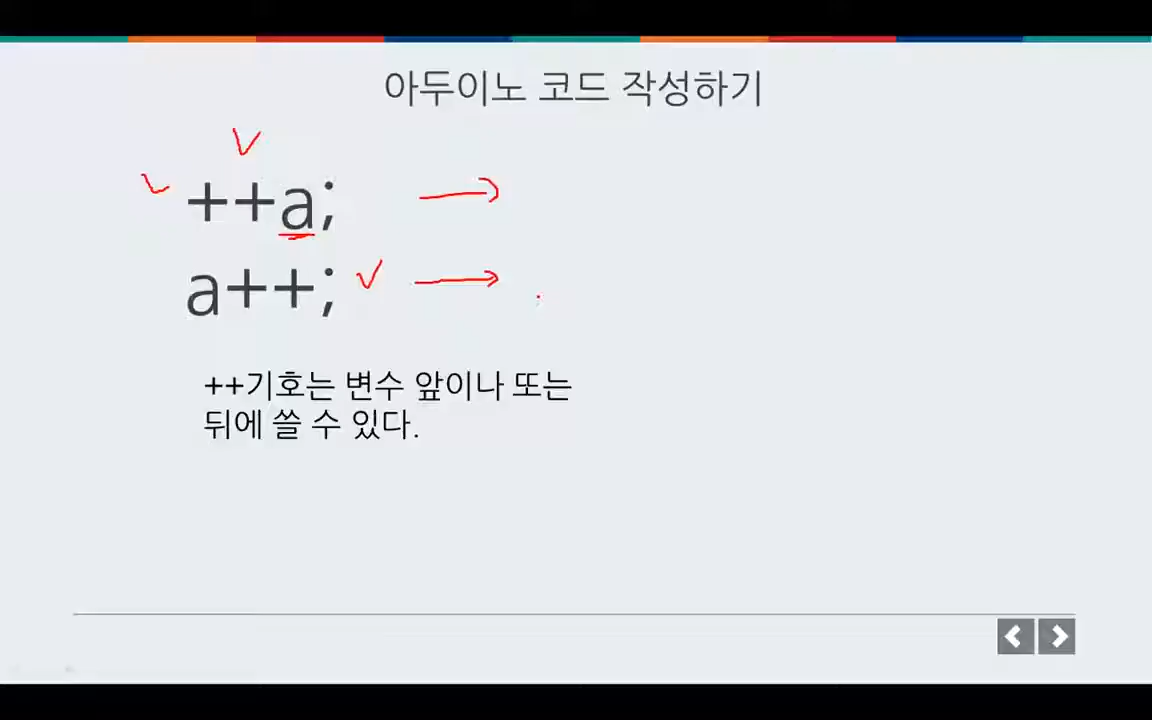 아두이노 코드 작성하기
++a;
a++;
++기호는 변수 앞이나 또는
뒤에 쓸 수 있다.